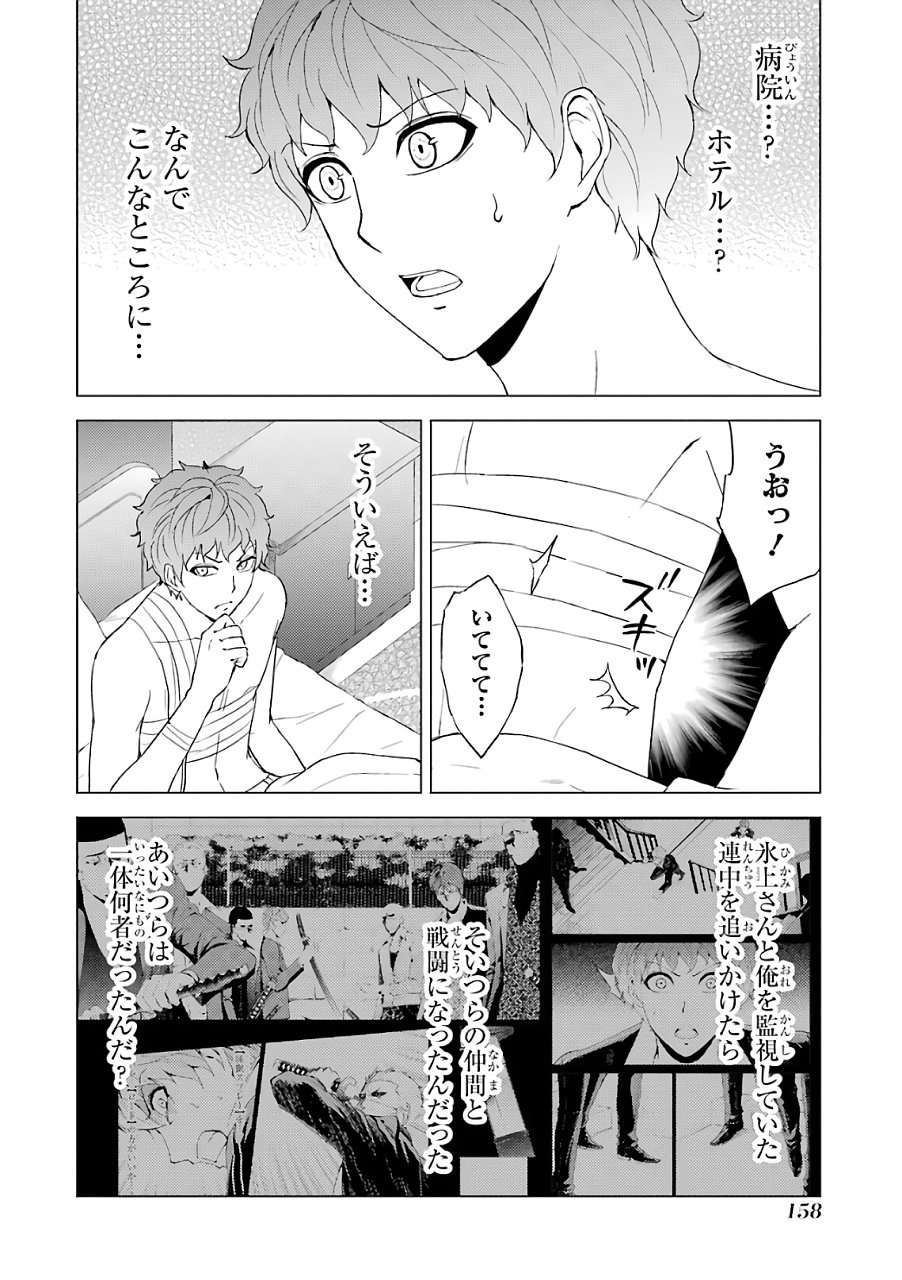 病院…?
ホテル…?
なんで
こんなところに…
うおっ!
ズキッ
いててて…
そういえば…
氷上さんと俺を監視していた
連中を追いかけたら
そいつらの仲間と
戦闘になったんだった
あいつらは
一体何者だったんだ?
158